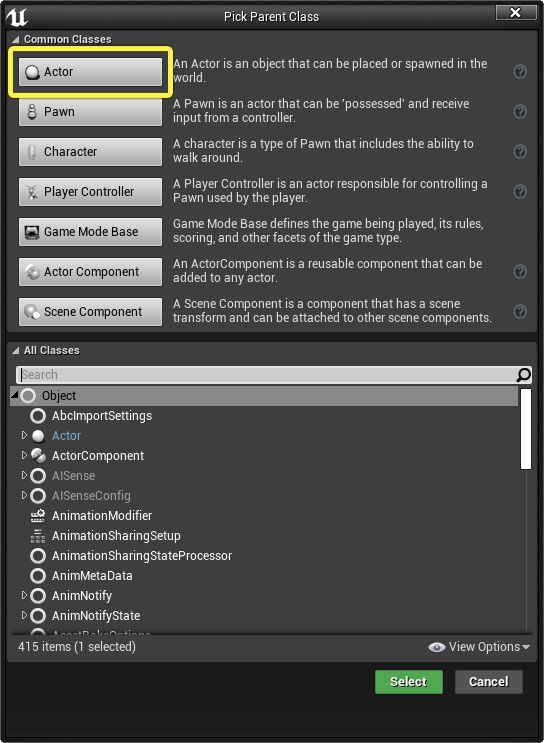 Pick Parent Class
Common Classes
Actor
An Actor is an object that can be placed or spawned in the
world.
Pawn
A Pawn is an actor that can be 'possessed' and receive
input from a controller.
Character
A character is a type of Pawn that includes the ability to
walk around.
Player Controller
A Player Controller is an actor responsible for controlling a
Pawn used by the player.
Game Mode Base
Game Mode Base defines the game being played, its rules,
scoring, and other facets of the game type.
Actor Component
An ActorComponent is a reusable component that can be
added to any actor.
Scene Component
A Scene Component is a component that has a scene
transform and can be attached to other scene components.
All Classes
Search
Object
AbcImportSettings
Actor
ActorComponent
AISense
AISenseConfig
AnimationModifier
AnimationSharingSetup
AnimationSharingStateProcessor
AnimMetaData
AnimNotify
AnimNotifyState
415 items (1 selected)
View Options
Select
Cancel